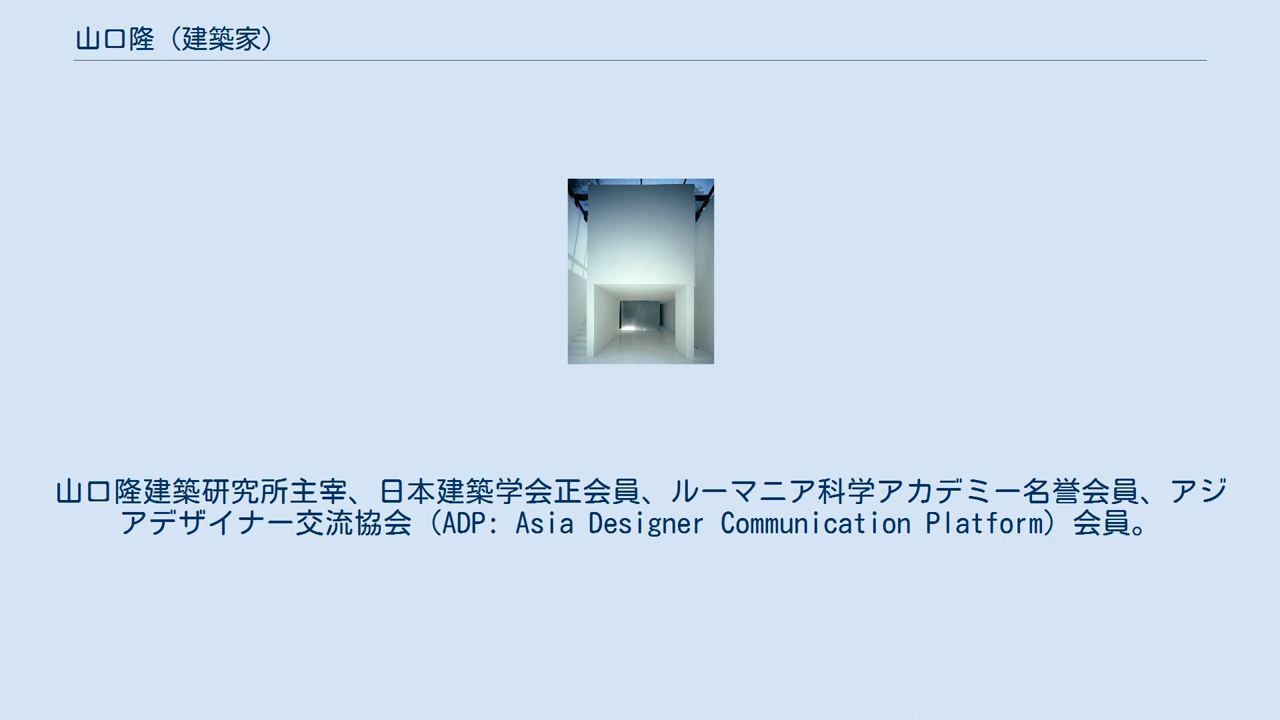 山口隆（建築家）
山口隆建築研究所主宰、日本建築学会正会員、ルーマニア科学アカデミー名誉会員、アジ
アデザイナー交流協会（ADP: Asia Designer Communication Platform）会員。